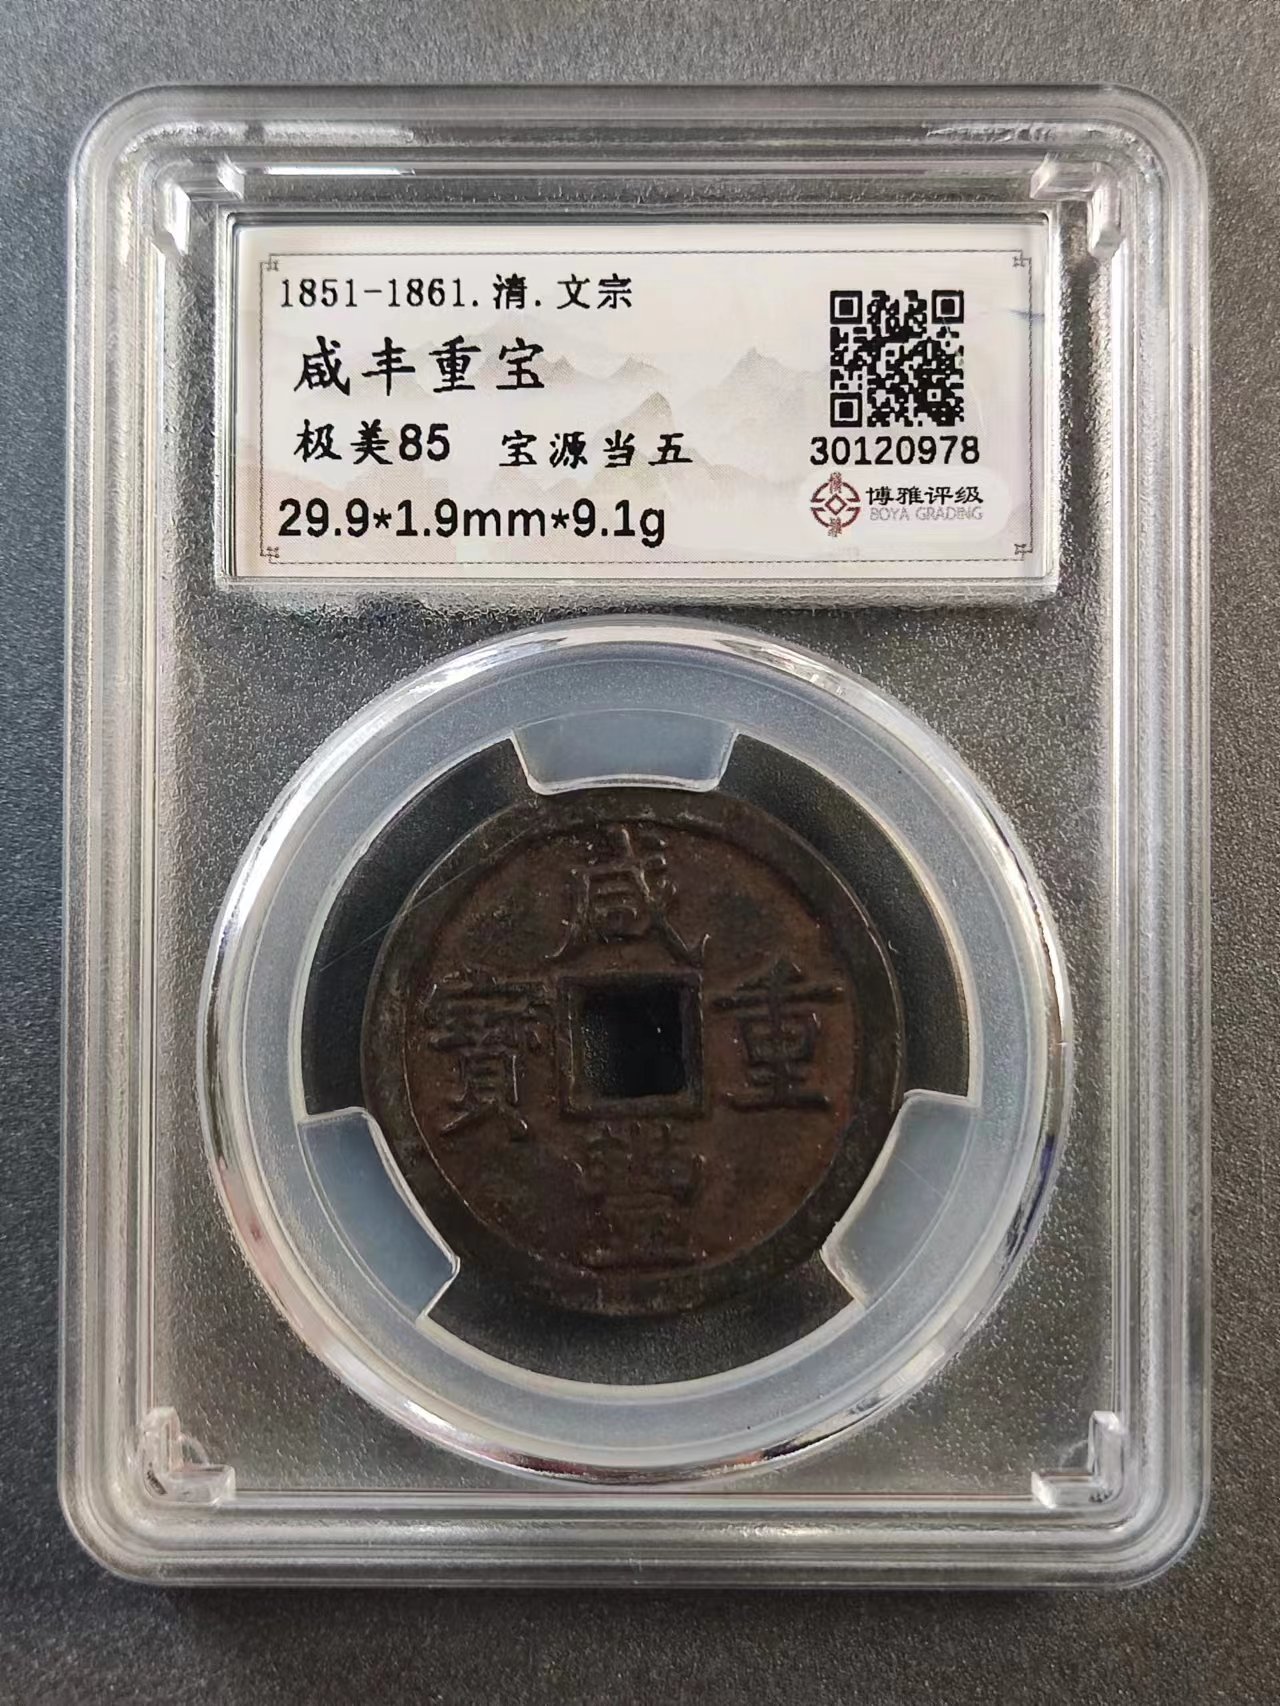 1851-1861.清.文宗
咸丰重宝
极美85 宝源当五
29.9*1.9mm*9.1g
30120978
博雅评级
BOYA GRADING
咸
寶 重
豐